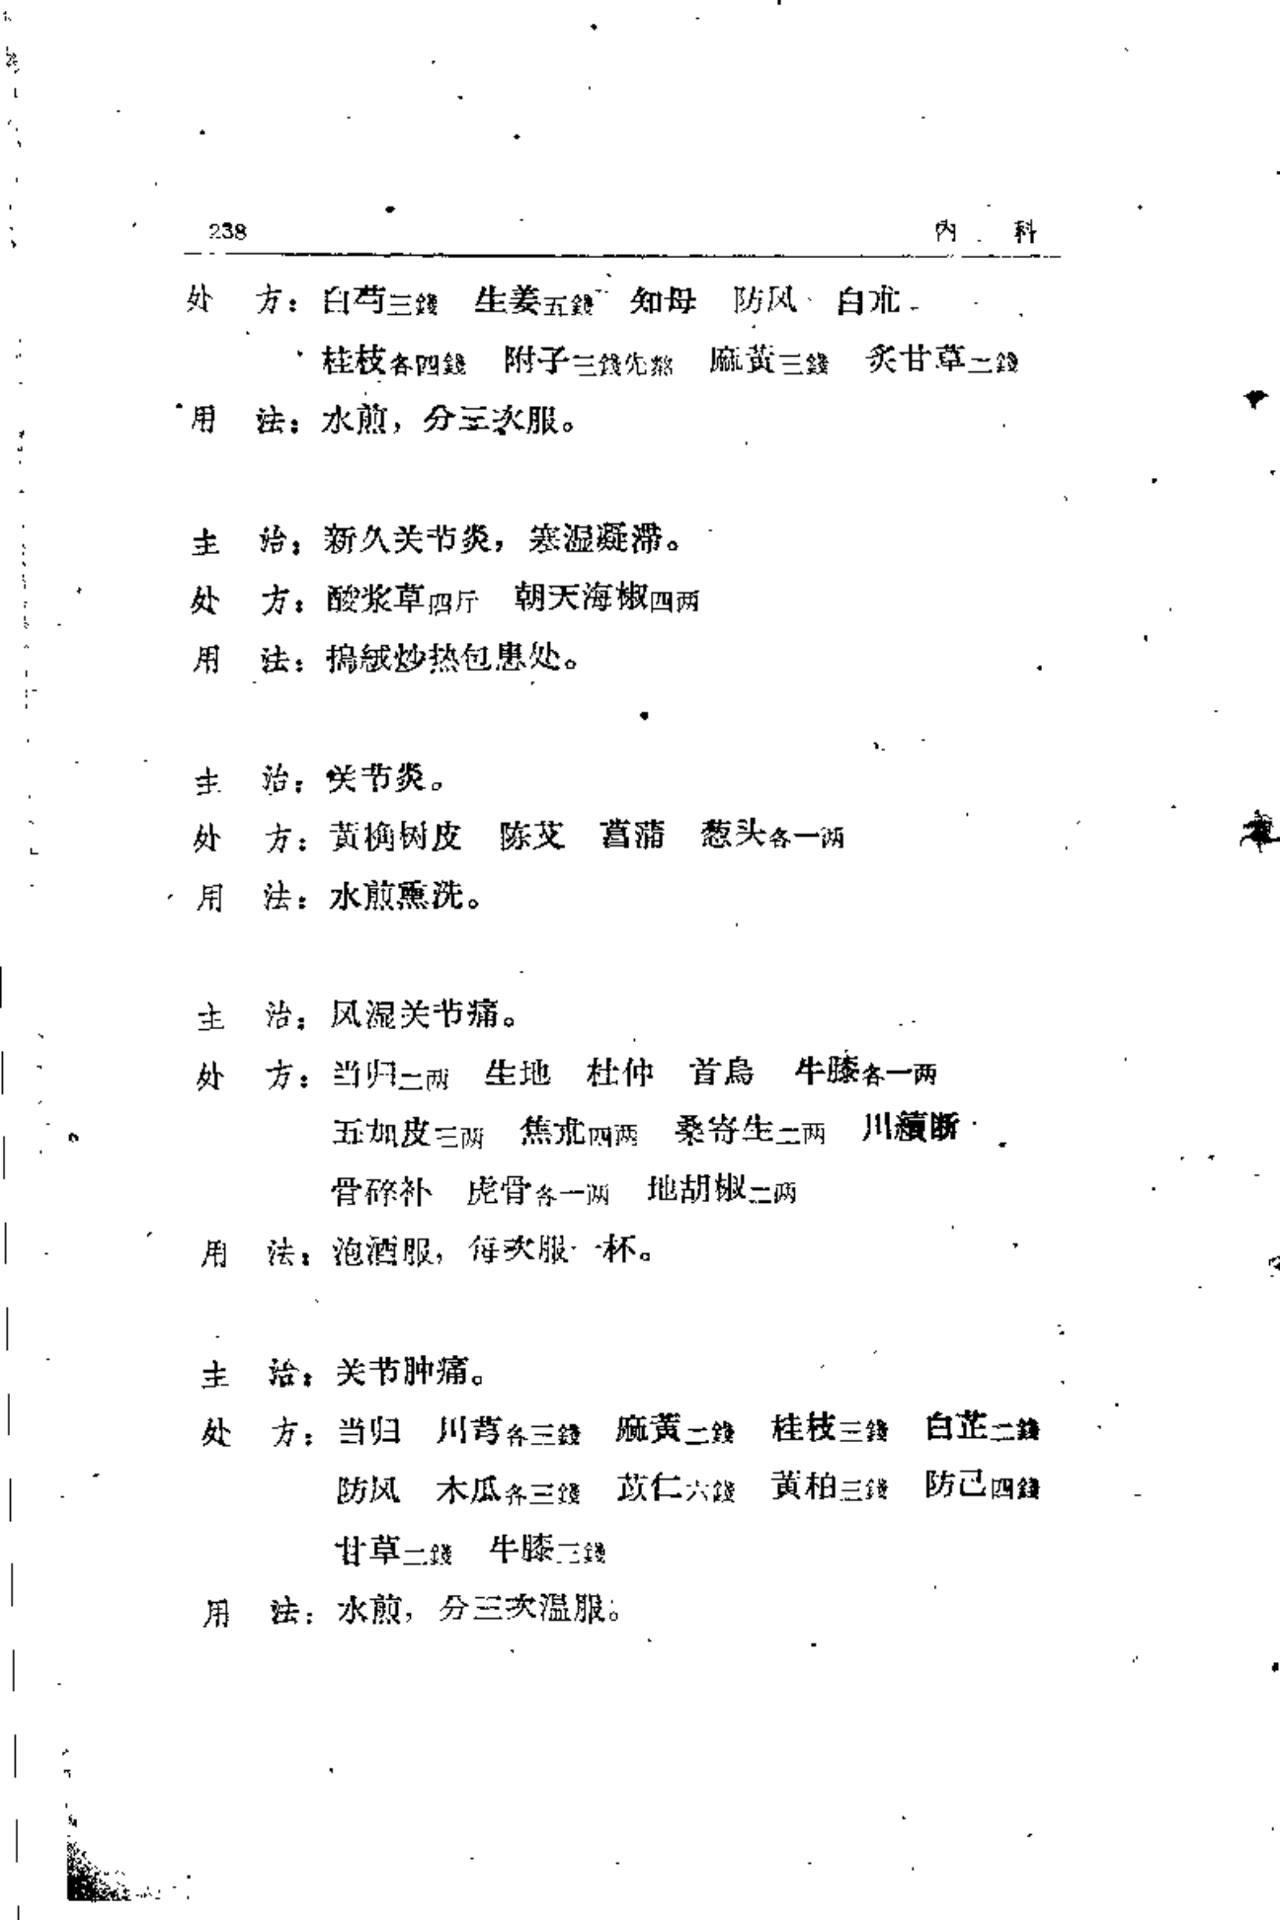 238 内 科
处 方：白芍三錢 生姜五錢 知母 防风 白朮
桂枝各四錢 附子三錢先熬 麻黃三錢 炙甘草二錢
用 法：水煎，分三次服。
主 治：新久关节炎，寒湿凝滞。
处 方：酸浆草四斤 朝天海椒四两
用 法：搗絨炒热包患处。
主 治：关节炎。
处 方：黃桷树皮 陈艾 菖蒲 葱头各一两
用 法：水煎熏洗。
主 治：风湿关节痛。
处 方：当归二两 生地 杜仲 首烏 牛膝各一两
五加皮三两 焦朮四两 桑寄生二两 川續断
骨碎补 虎骨各一两 地胡椒二两
用 法：泡酒服，每次服一杯。
主 治：关节肿痛。
处 方：当归 川芎各三錢 麻黃二錢 桂枝三錢 白芷二錢
防风 木瓜各三錢 苡仁六錢 黃柏三錢 防己四錢
甘草二錢 牛膝三錢
用 法：水煎，分三次温服。